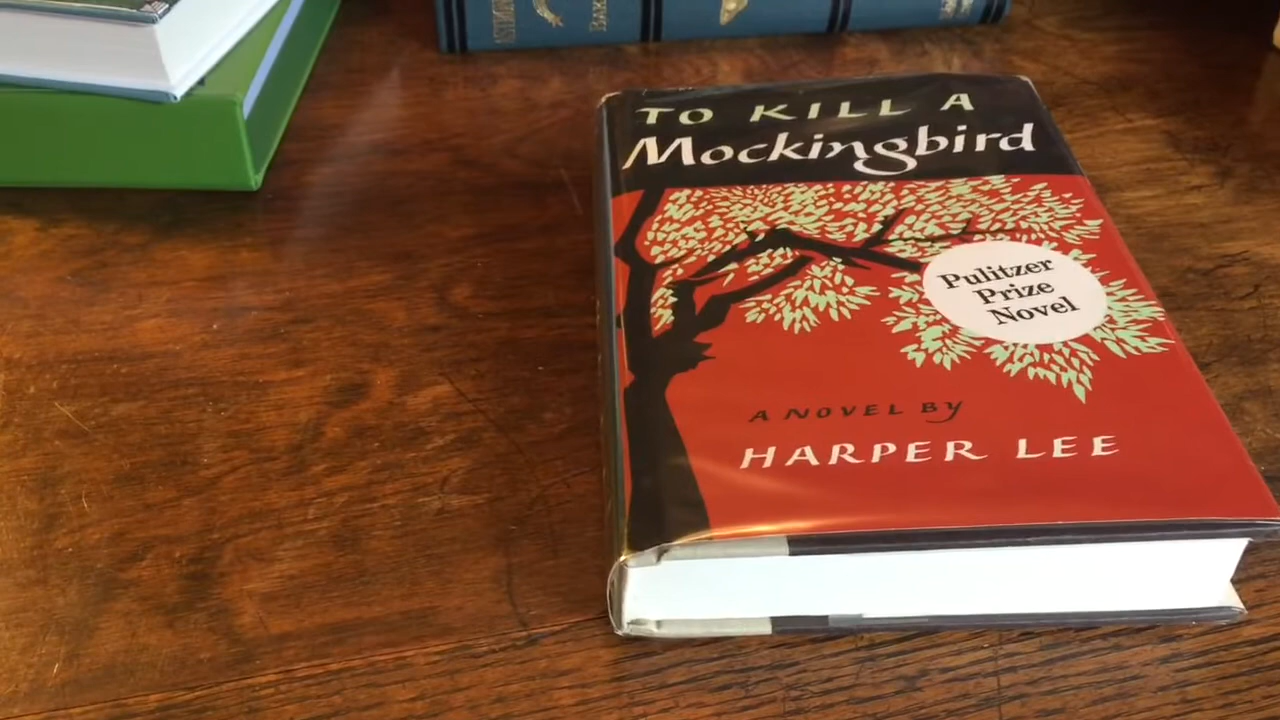 TO KILL A
Mockingbird
Pulitzer
Prize
Novel
A NOVEL BY
HARPER LEE